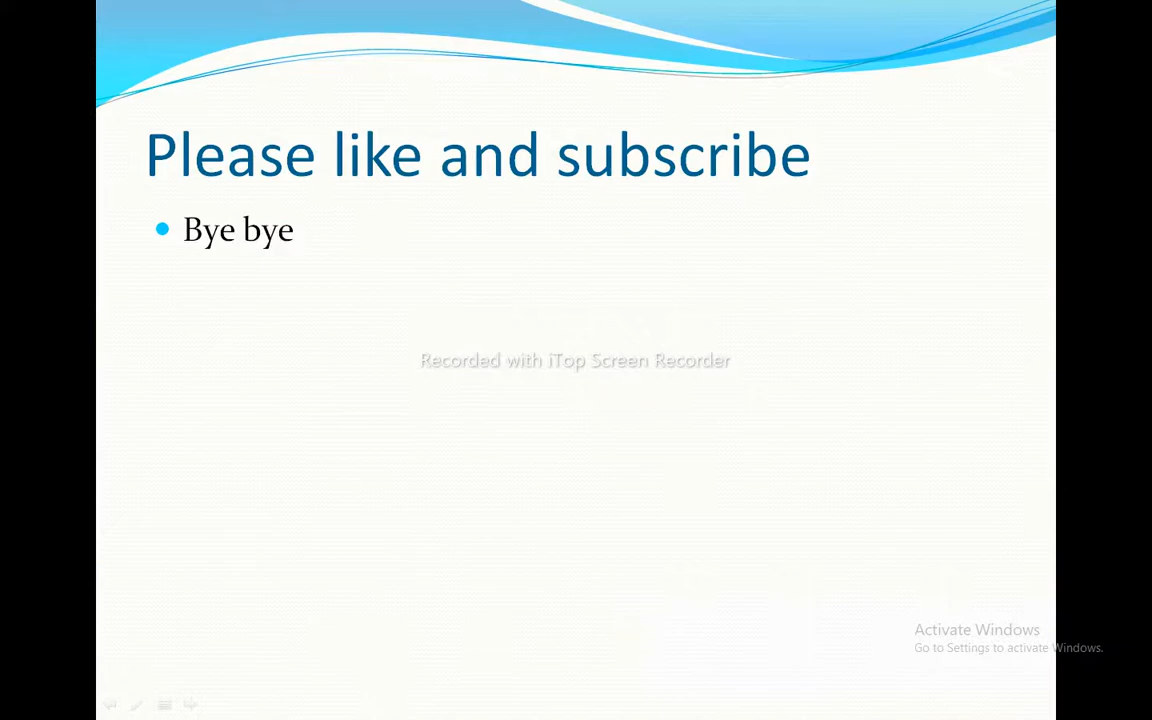 Please like and subscribe
Bye bye
Recorded with iTop Screen Recorder
Activate Windows
Go to Settings to activate Windows.